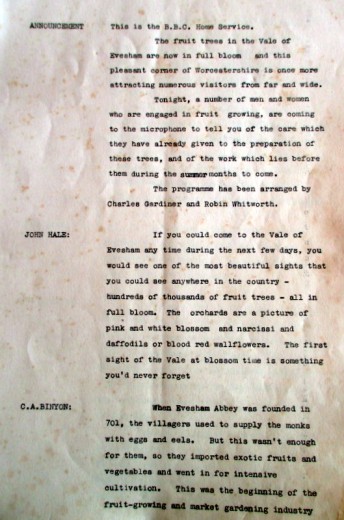 ANNOUNCEMENT This is the B.B.C. Home Service.
The fruit trees in the Vale of
Evesham are now in full bloom and this
pleasant corner of Worcestershire is once more
attracting numerous visitors from far and wide.
Tonight, a number of men and women
who are engaged in fruit growing, are coming
to the microphone to tell you of the care which
they have already given to the preparation of
these trees, and of the work which lies before
them during the summer months to come.
The programme has been arranged by
Charles Gardiner and Robin Whitworth.
JOHN HALE: If you could come to the Vale of
Evesham any time during the next few days, you
would see one of the most beautiful sights that
you could see anywhere in the country -
hundreds of thousands of fruit trees - all in
full bloom. The orchards are a picture of
pink and white blossom and narcissi and
daffodils or blood red wallflowers. The first
sight of the Vale at blossom time is something
you'd never forget
C.A.BINYON: When Evesham Abbey was founded in
701, the villagers used to supply the monks
with eggs and eels. But this wasn't enough
for them, so they imported exotic fruits and
vegetables and went in for intensive
cultivation. This was the beginning of the
fruit-growing and market gardening industry